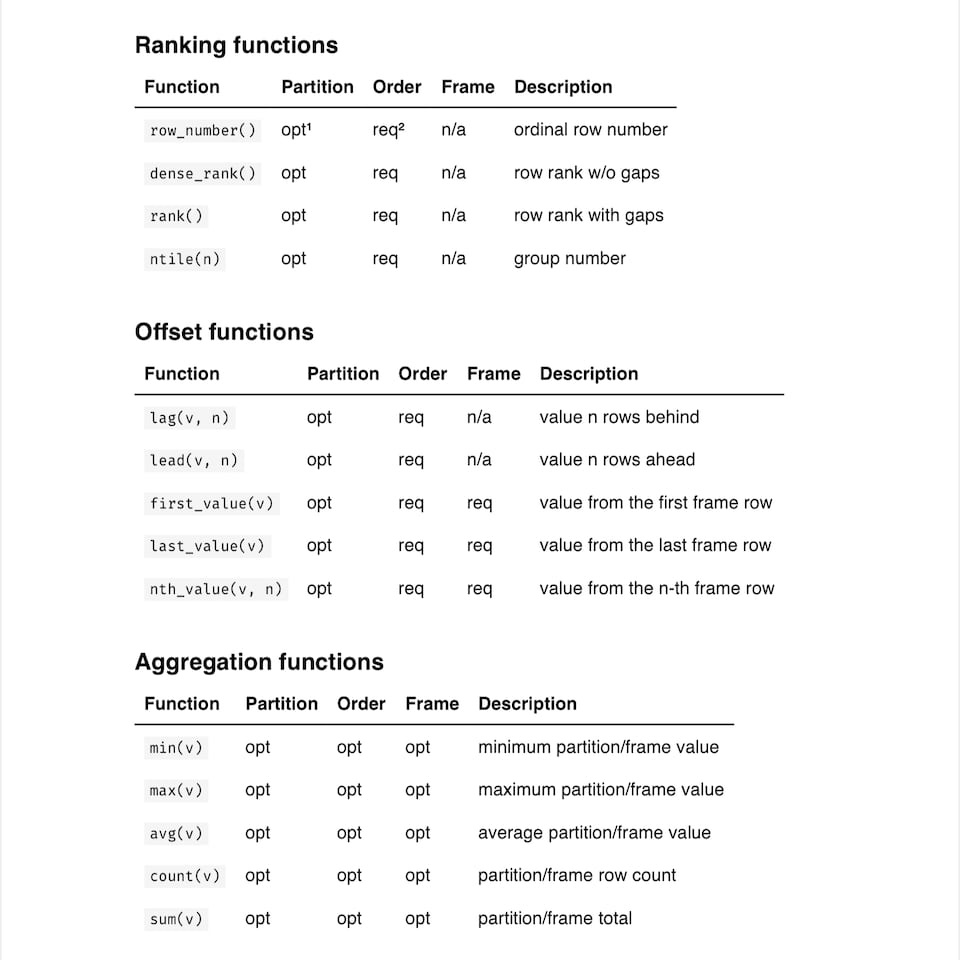 Ranking functions
Function Partition Order Frame Description
row_number() opt¹ req² n/a ordinal row number
dense_rank() opt req n/a row rank w/o gaps
rank() opt req n/a row rank with gaps
ntile(n) opt req n/a group number
Offset functions
Function Partition Order Frame Description
lag(v, n) opt req n/a value n rows behind
lead(v, n) opt req n/a value n rows ahead
first_value(v) opt req req value from the first frame row
last_value(v) opt req req value from the last frame row
nth_value(v, n) opt req req value from the n-th frame row
Aggregation functions
Function Partition Order Frame Description
min(v) opt opt opt minimum partition/frame value
max(v) opt opt opt maximum partition/frame value
avg(v) opt opt opt average partition/frame value
count(v) opt opt opt partition/frame row count
sum(v) opt opt opt partition/frame total